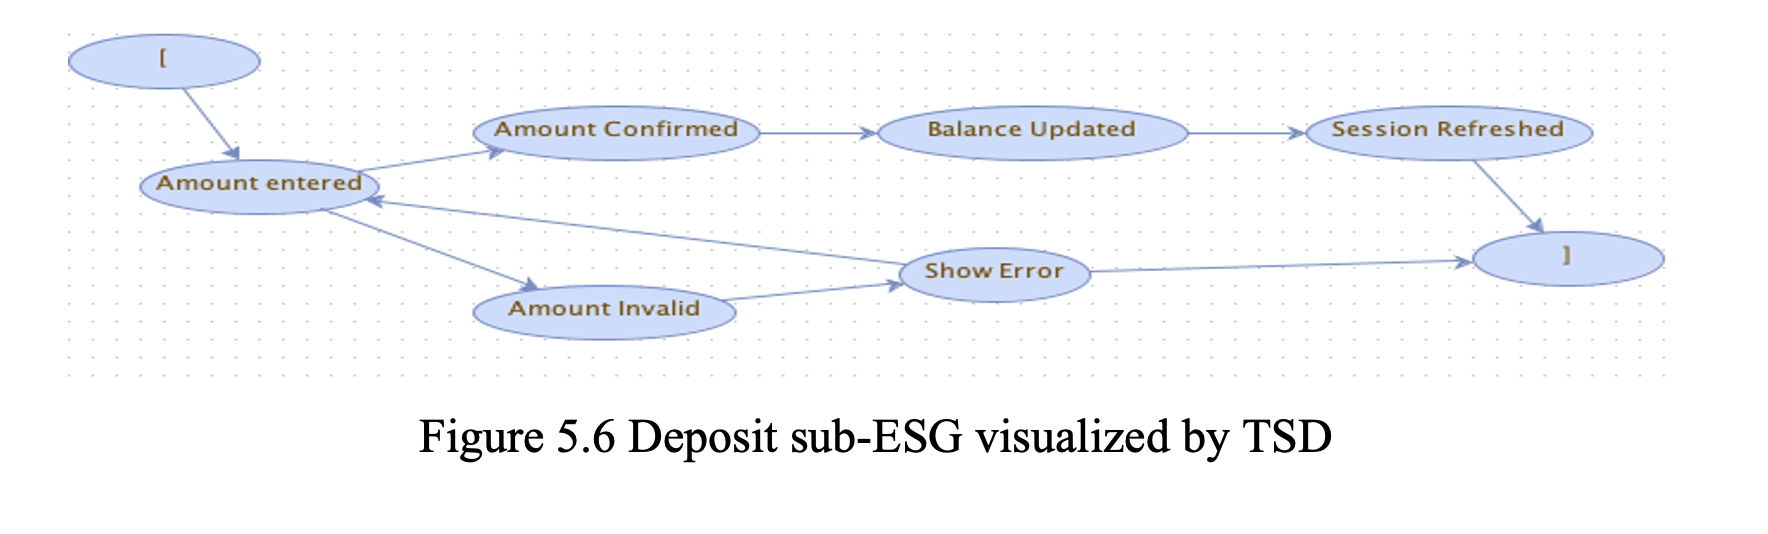 [
Amount Confirmed
Balance Updated
Session Refreshed
Amount entered
]
Show Error
Amount Invalid
Figure 5.6 Deposit sub-ESG visualized by TSD